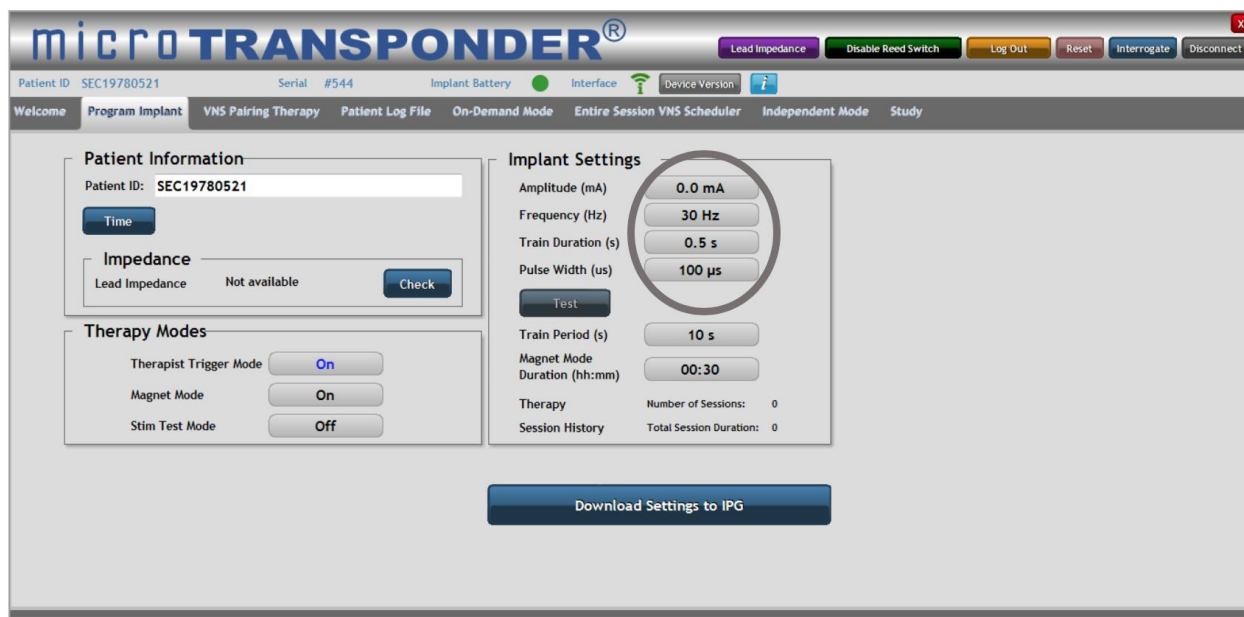 microTRANSPONDER®
X
Lead Impedance Disable Reed Switch Log Out Reset Interrogate Disconnect
Patient ID SEC19780521 Serial #544 Implant Battery Interface Device Version i
Welcome Program Implant VNS Pairing Therapy Patient Log File On-Demand Mode Entire Session VNS Scheduler Independent Mode Study
Patient Information
Patient ID: SEC19780521
Time
Impedance
Lead Impedance Not available Check
Therapy Modes
Therapist Trigger Mode On
Magnet Mode On
Stim Test Mode Off
Implant Settings
Amplitude (mA) 0.0 mA
Frequency (Hz) 30 Hz
Train Duration (s) 0.5 s
Pulse Width (us) 100 µs
Test
Train Period (s) 10 s
Magnet Mode
Duration (hh:mm) 00:30
Therapy Number of Sessions: 0
Session History Total Session Duration: 0
Download Settings to IPG